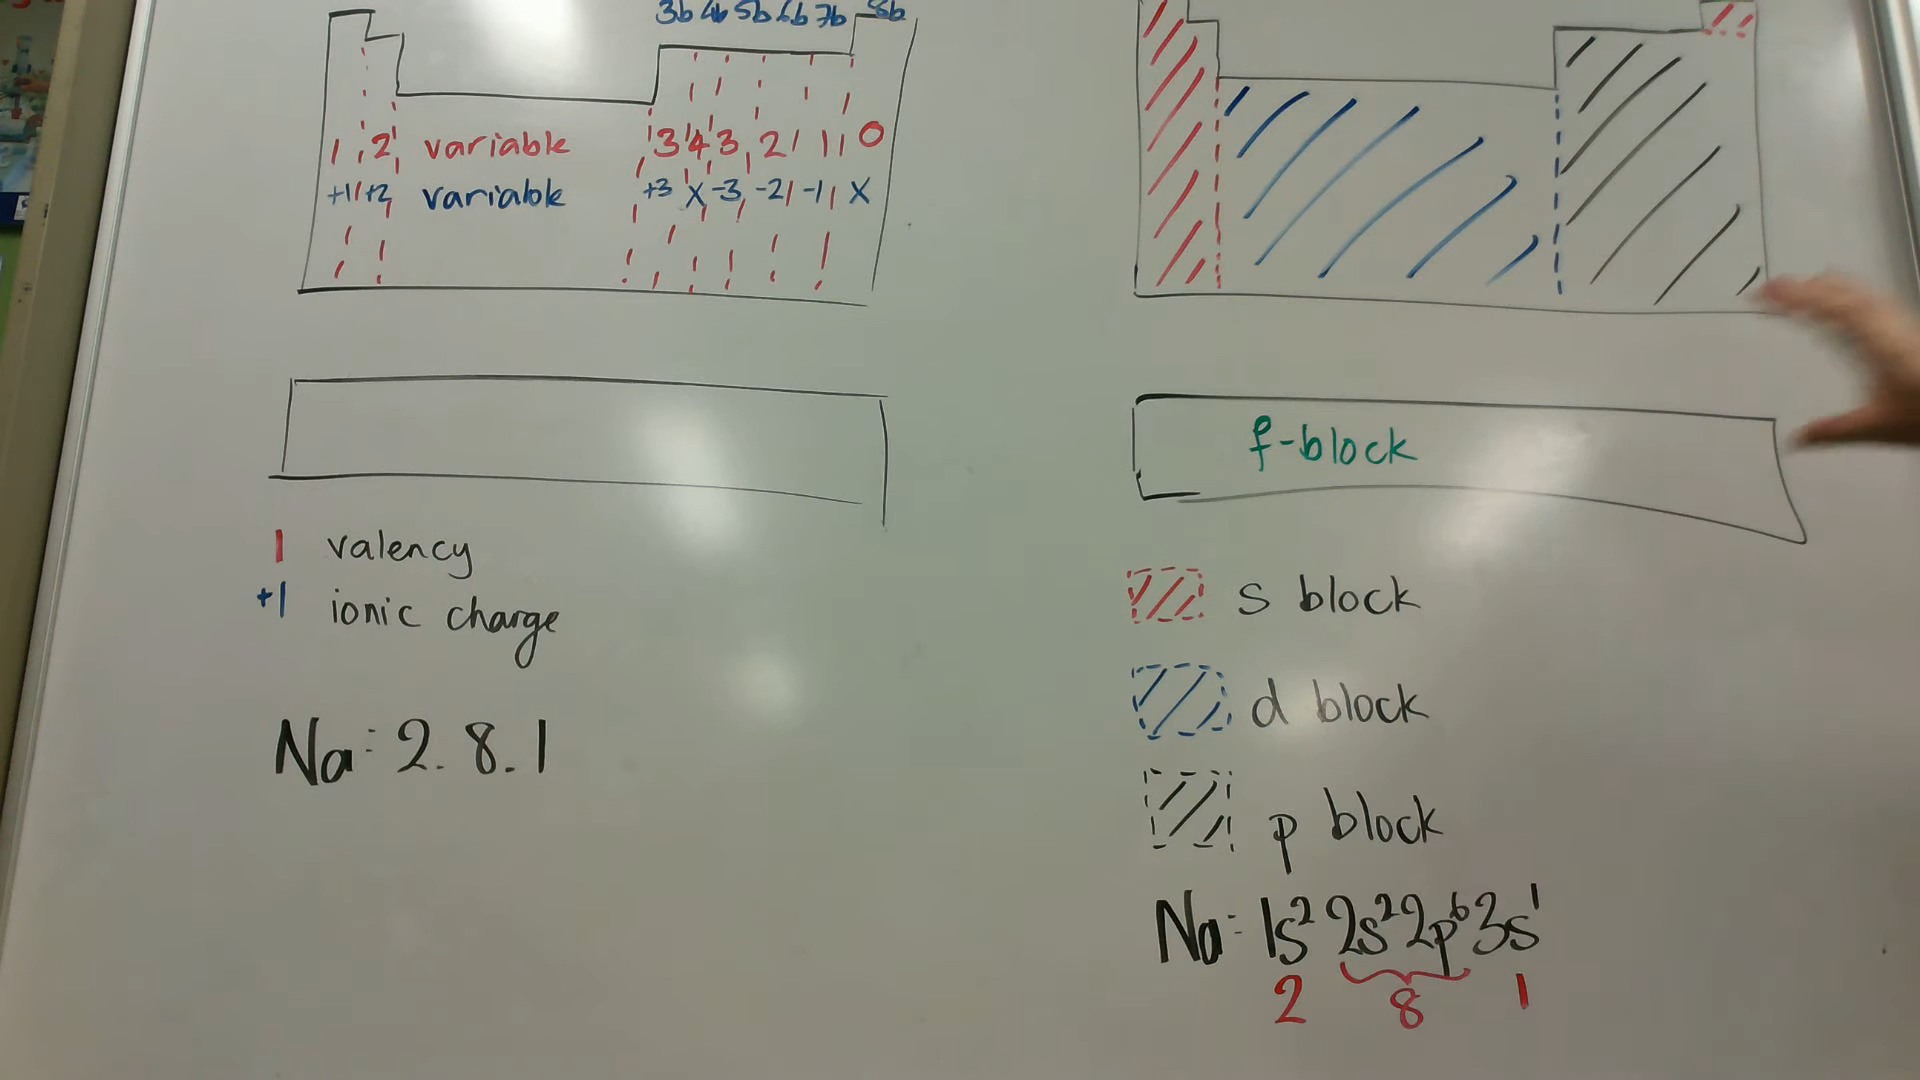 3b 4b 5b 6b 7b 8b
1 2 variable 3 4 3 2 1 0
+1 +2 variable +3 X -3 -2 -1 X
f-block
1 valency
+1 ionic charge
Na: 2.8.1
s block
d block
p block
Na: 1s² 2s² 2p⁶ 3s¹
2 8 1